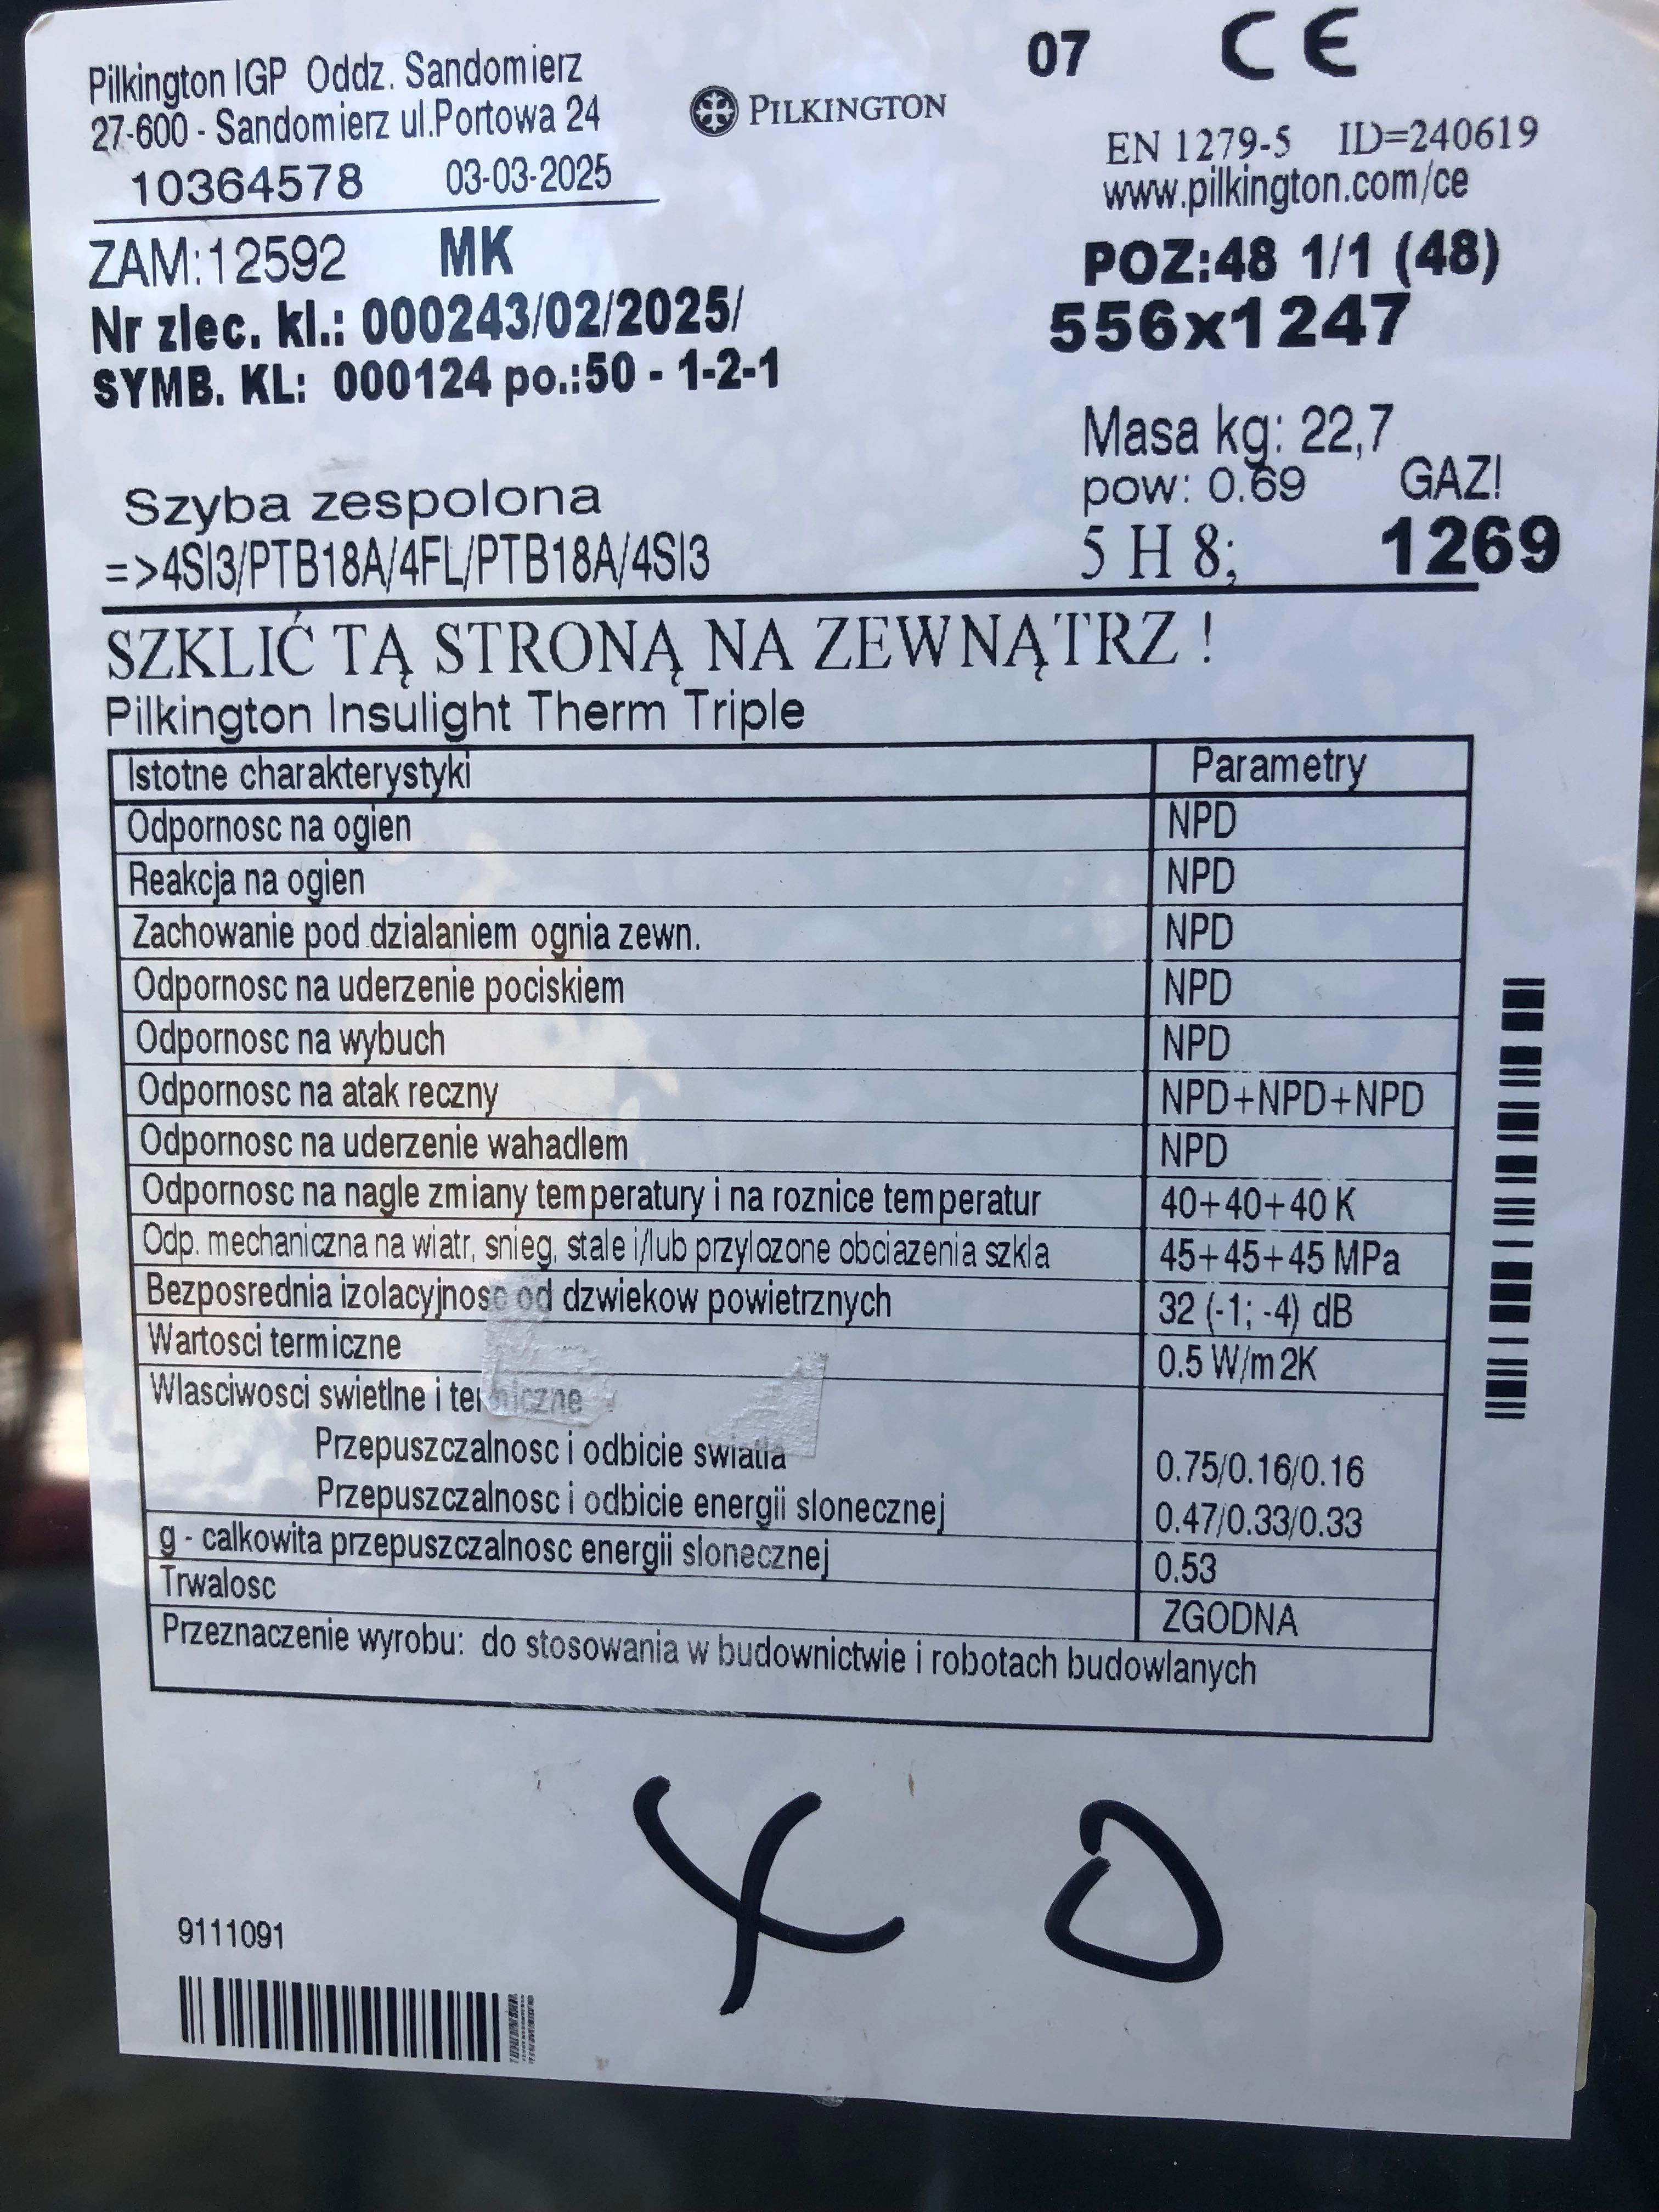 Pilkington IGP Oddz. Sandomierz
27-600 - Sandomierz ul.Portowa 24
10364578 03-03-2025
PILKINGTON
07 CE
EN 1279-5 ID=240619
www.pilkington.com/ce
ZAM:12592 MK
Nr zlec. kl.: 000243/02/2025/
SYMB. KL: 000124 po.:50 - 1-2-1
POZ:48 1/1 (48)
556x1247
Masa kg: 22,7
pow: 0.69 GAZ!
5 H 8; 1269
Szyba zespolona
=>4SI3/PTB18A/4FL/PTB18A/4SI3
SZKLIĆ TĄ STRONĄ NA ZEWNĄTRZ !
Pilkington Insulight Therm Triple
Istotne charakterystyki Parametry
Odpornosc na ogien NPD
Reakcja na ogien NPD
Zachowanie pod dzialaniem ognia zewn. NPD
Odpornosc na uderzenie pociskiem NPD
Odpornosc na wybuch NPD
Odpornosc na atak reczny NPD+NPD+NPD
Odpornosc na uderzenie wahadlem NPD
Odpornosc na nagle zmiany temperatury i na roznice temperatur 40+40+40 K
Odp. mechaniczna na wiatr, snieg, stale i/lub przylozone obciazenia szkla 45+45+45 MPa
Bezposrednia izolacyjnosc od dzwiekow powietrznych 32 (-1; -4) dB
Wartosci termiczne 0.5 W/m2K
Wlasciwosci swietlne i termiczne
Przepuszczalnosc i odbicie swiatla 0.75/0.16/0.16
Przepuszczalnosc i odbicie energii slonecznej 0.47/0.33/0.33
g - calkowita przepuszczalnosc energii slonecznej 0.53
Trwalosc ZGODNA
Przeznaczenie wyrobu: do stosowania w budownictwie i robotach budowlanych
X O
9111091